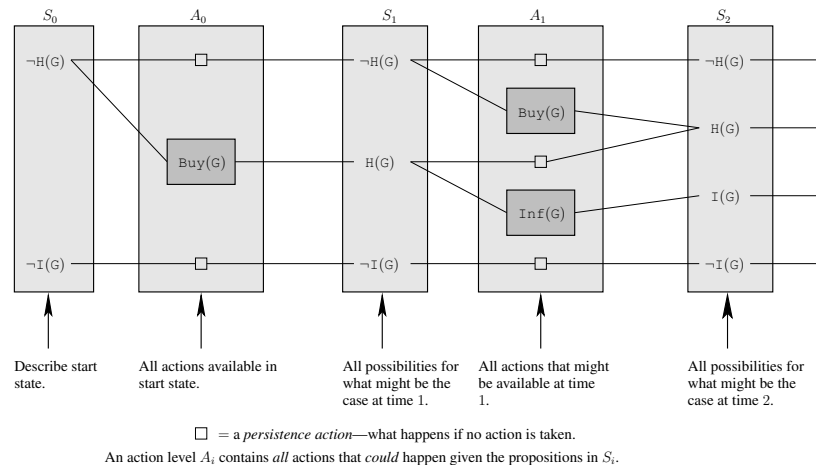 S₀ A₀ S₁ A₁ S₂
¬H(G) ¬H(G) ¬H(G)
Buy(G) H(G)
Buy(G) H(G)
Inf(G) I(G)
¬I(G) ¬I(G) ¬I(G)
Describe start state.
All actions available in start state.
All possibilities for what might be the case at time 1.
All actions that might be available at time 1.
All possibilities for what might be the case at time 2.
= a persistence action—what happens if no action is taken.
An action level Aᵢ contains all actions that could happen given the propositions in Sᵢ.